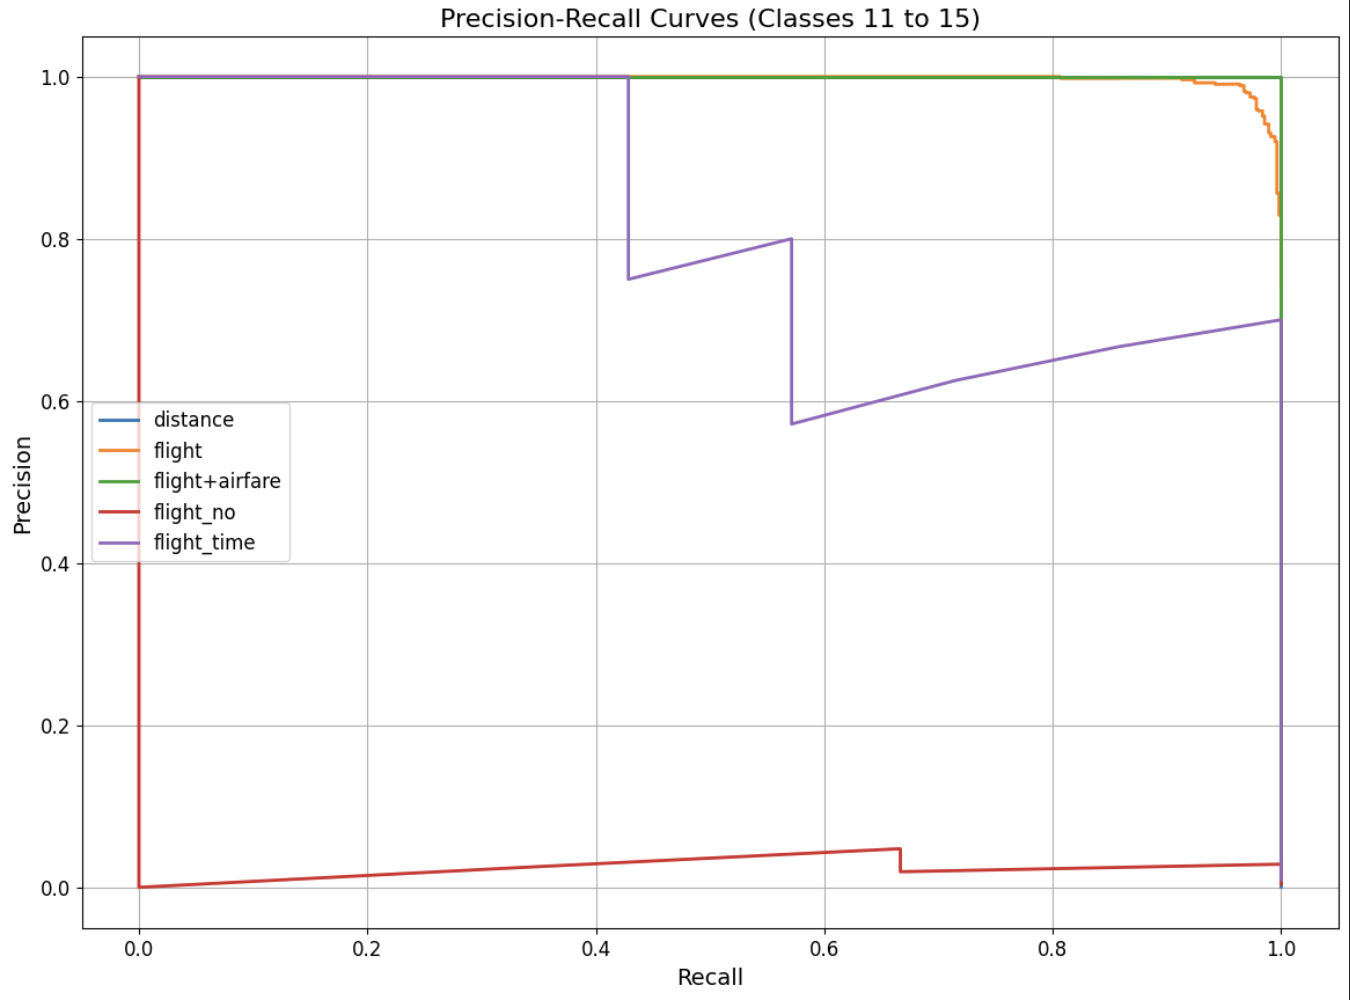 Precision-Recall Curves (Classes 11 to 15)
1.0
0.8
0.6
0.4
0.2
0.0
Precision
distance
flight
flight+airfare
flight_no
flight_time
0.0 0.2 0.4 0.6 0.8 1.0
Recall